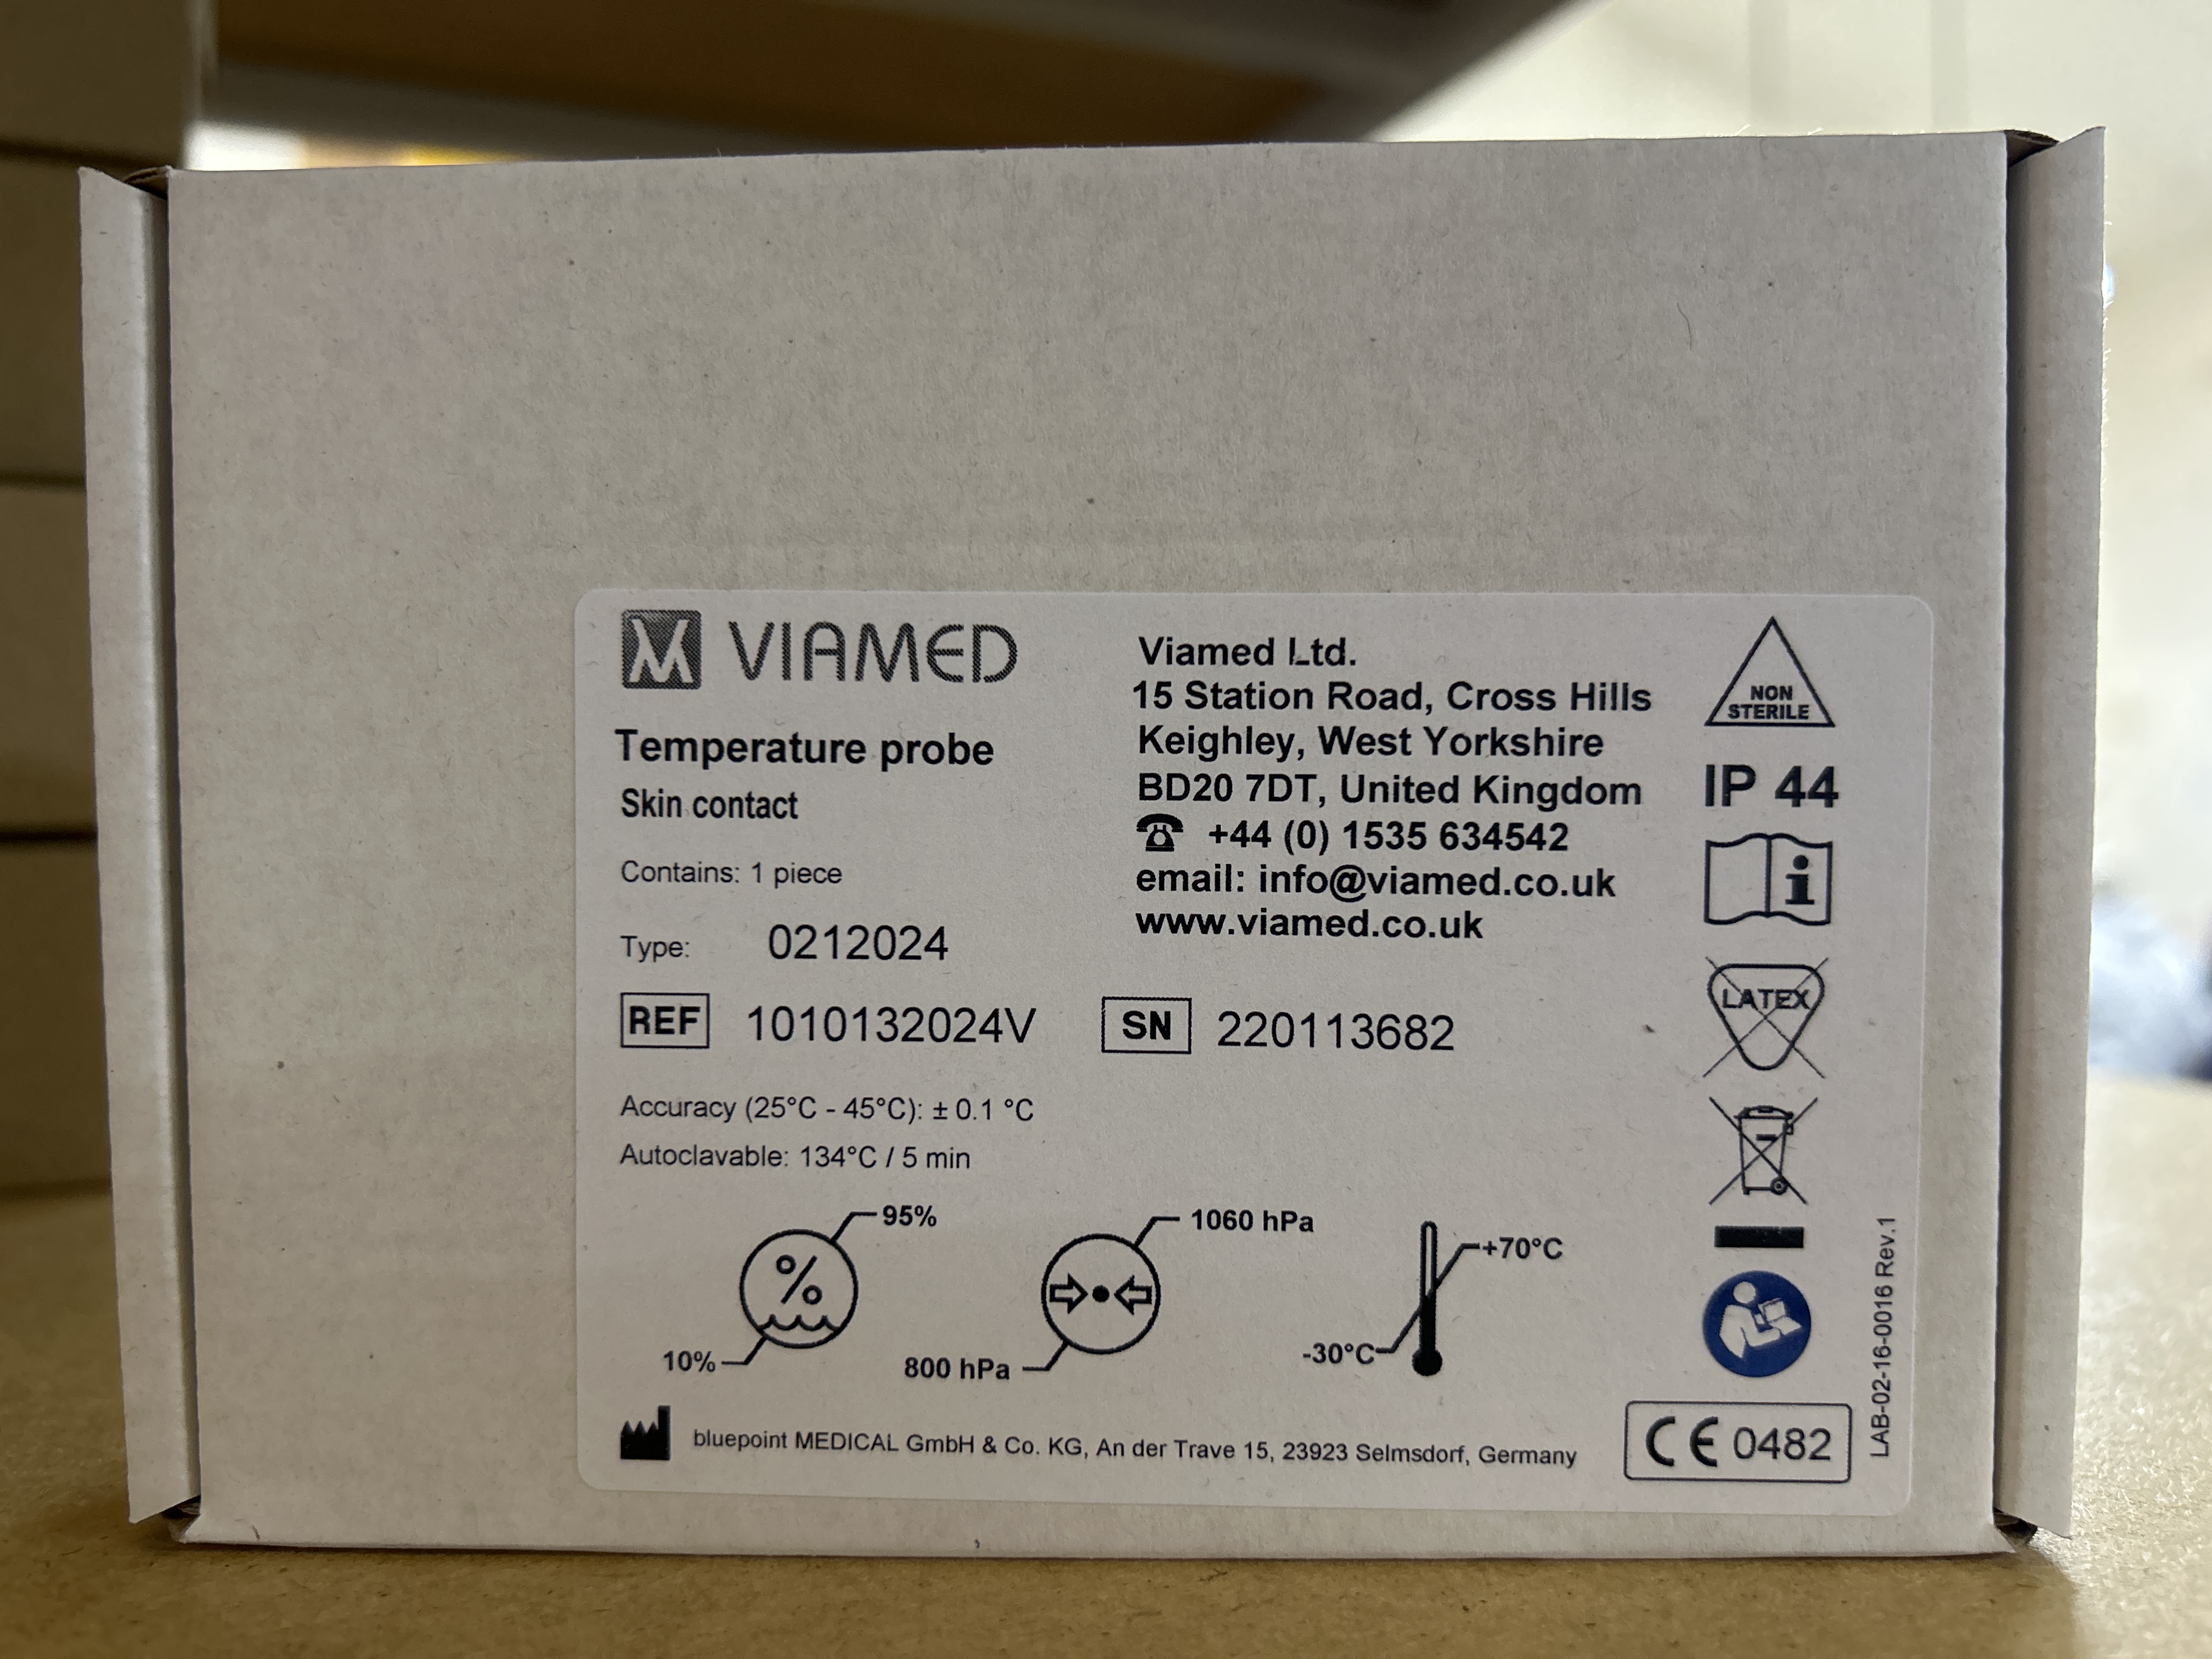 VIAMED
Temperature probe
Skin contact
Contains: 1 piece
Type: 0212024
REF 1010132024V
SN 220113682
Accuracy (25°C - 45°C): ± 0.1 °C
Autoclavable: 134°C / 5 min
Viamed Ltd.
15 Station Road, Cross Hills
Keighley, West Yorkshire
BD20 7DT, United Kingdom
☎ +44 (0) 1535 634542
email: info@viamed.co.uk
www.viamed.co.uk
NON
STERILE
IP 44
i
LATEX
95%
%
10%
1060 hPa
800 hPa
+70°C
-30°C
bluepoint MEDICAL GmbH & Co. KG, An der Trave 15, 23923 Selmsdorf, Germany
CE 0482
LAB-02-16-0016 Rev.1